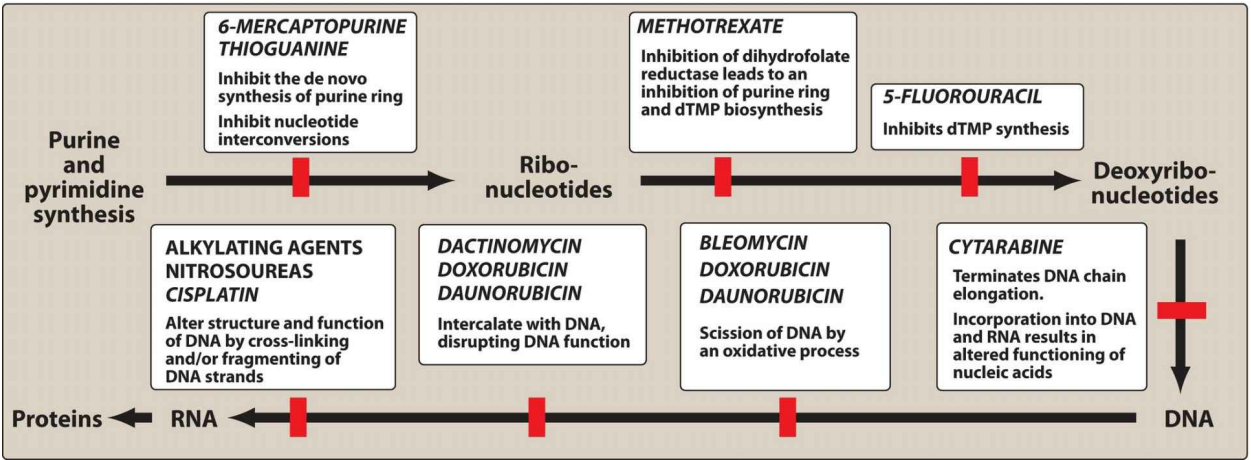 6-MERCAPTOPURINE
THIOGUANINE
Inhibit the de novo
synthesis of purine ring
Inhibit nucleotide
interconversions
METHOTREXATE
Inhibition of dihydrofolate
reductase leads to an
inhibition of purine ring
and dTMP biosynthesis
5-FLUOROURACIL
Inhibits dTMP synthesis
Purine
and
pyrimidine
synthesis
Ribo-
nucleotides
Deoxyribo-
nucleotides
ALKYLATING AGENTS
NITROSOUREAS
CISPLATIN
Alter structure and function
of DNA by cross-linking
and/or fragmenting of
DNA strands
DACTINOMYCIN
DOXORUBICIN
DAUNORUBICIN
Intercalate with DNA,
disrupting DNA function
BLEOMYCIN
DOXORUBICIN
DAUNORUBICIN
Scission of DNA by
an oxidative process
CYTARABINE
Terminates DNA chain
elongation.
Incorporation into DNA
and RNA results in
altered functioning of
nucleic acids
Proteins
RNA
DNA